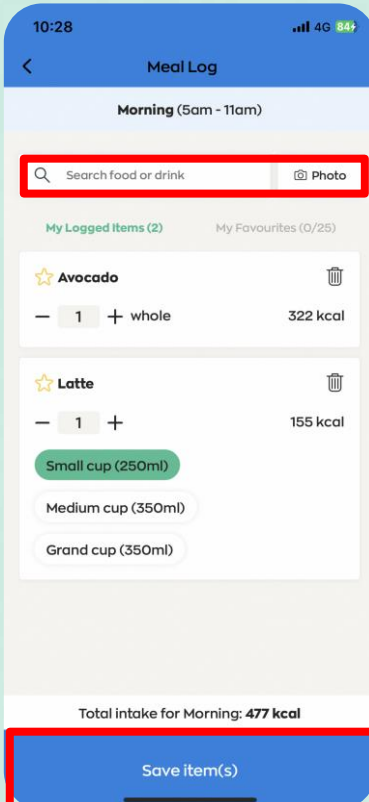 10:28 4G 84
Meal Log
Morning (5am - 11am)
Search food or drink Photo
My Logged Items (2) My Favourites (0/25)
Avocado
− 1 + whole 322 kcal
Latte
− 1 + 155 kcal
Small cup (250ml)
Medium cup (350ml)
Grand cup (350ml)
Total intake for Morning: 477 kcal
Save item(s)